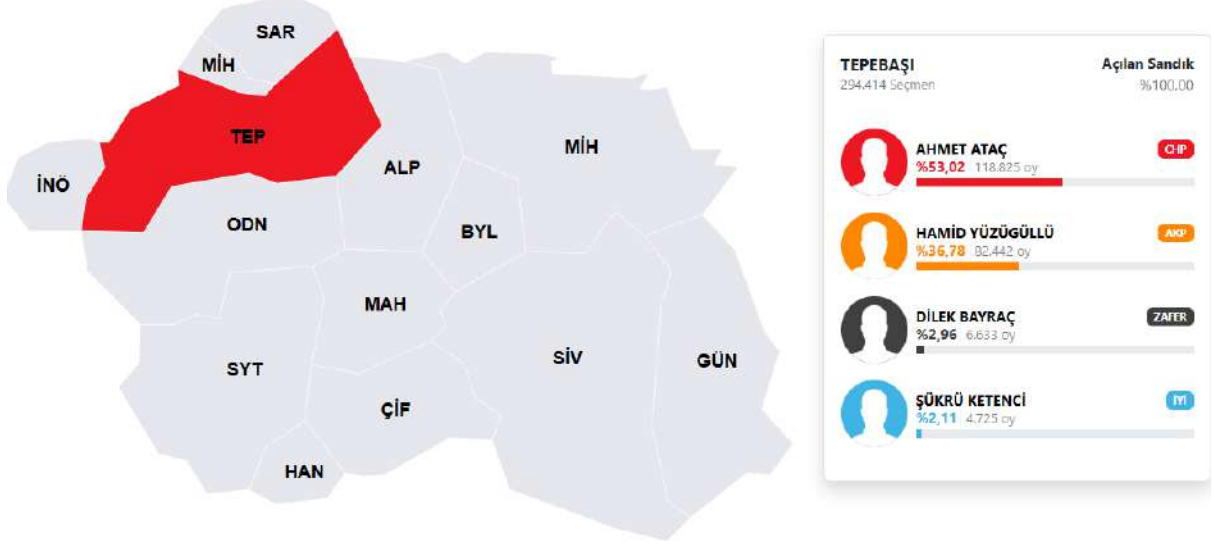 SAR
MİH
TEP
İNÖ
ALP
MİH
ODN
BYL
MAH
SYT
SİV
GÜN
ÇİF
HAN
TEPEBAŞI Açılan Sandık
294.414 Seçmen %100.00
AHMET ATAÇ CHP
%53,02 118.825 oy
HAMİD YÜZÜGÜLLÜ AKP
%36,78 82.442 oy
DİLEK BAYRAÇ ZAFER
%2,96 6.633 oy
ŞÜKRÜ KETENCİ İYİ
%2,11 4.725 oy